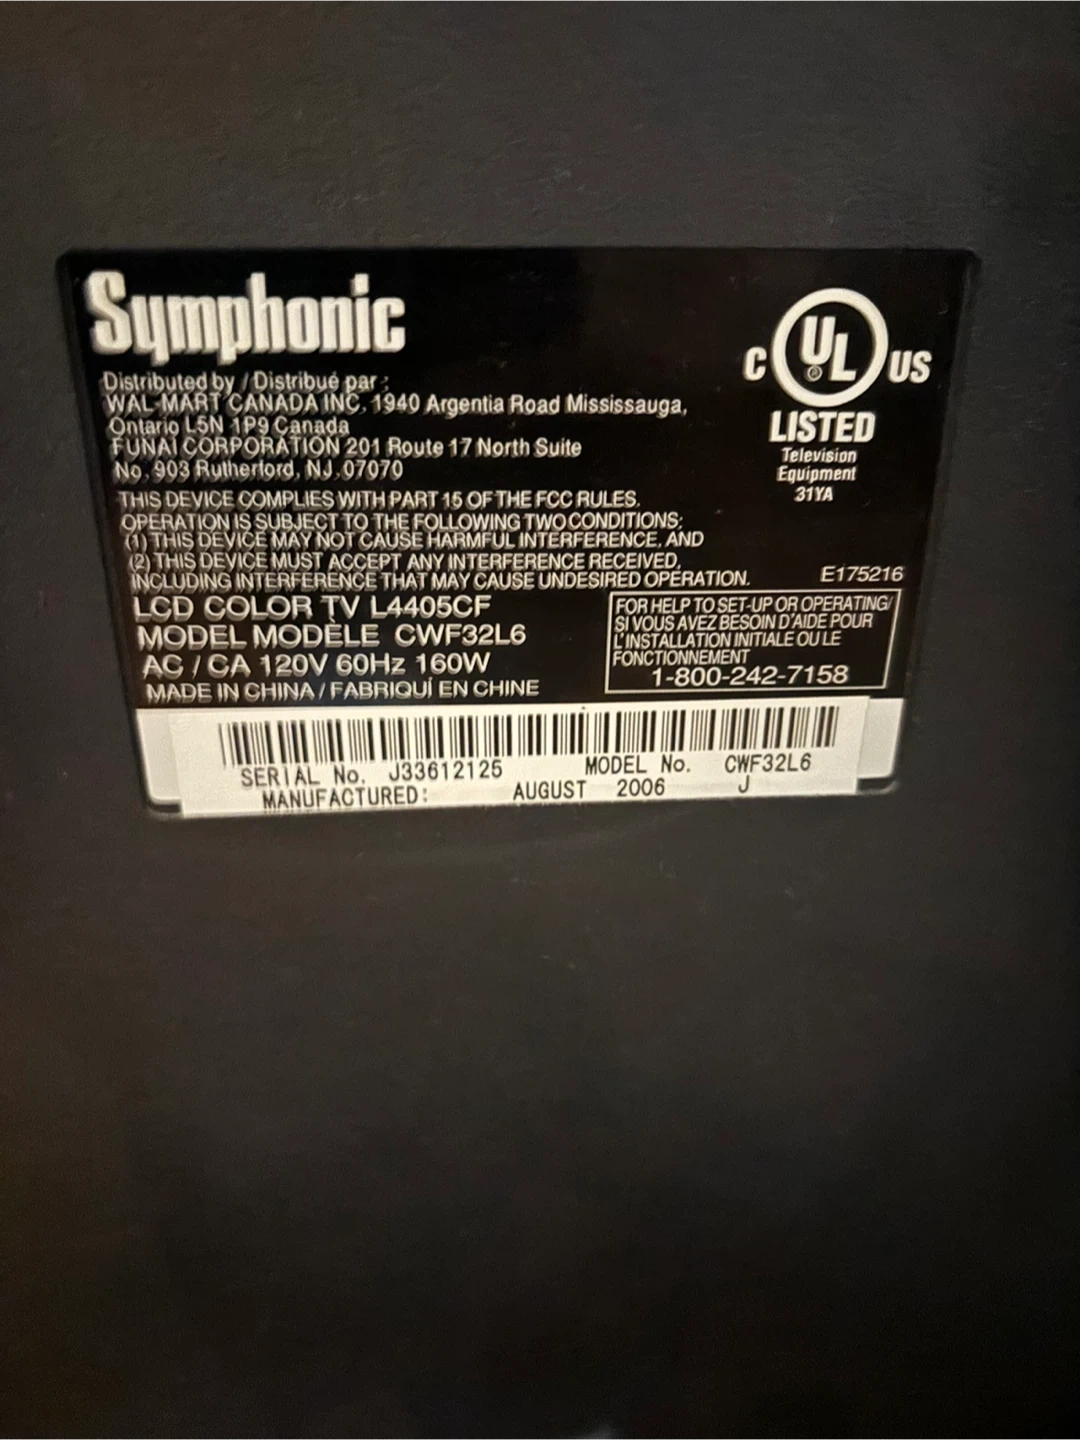 Symphonic
Distributed by / Distribué par :
WAL-MART CANADA INC, 1940 Argentia Road Mississauga,
Ontario L5N 1P9 Canada
FUNAI CORPORATION 201 Route 17 North Suite
No. 903 Rutherford, NJ 07070
THIS DEVICE COMPLIES WITH PART 15 OF THE FCC RULES.
OPERATION IS SUBJECT TO THE FOLLOWING TWO CONDITIONS:
(1) THIS DEVICE MAY NOT CAUSE HARMFUL INTERFERENCE, AND
(2) THIS DEVICE MUST ACCEPT ANY INTERFERENCE RECEIVED,
INCLUDING INTERFERENCE THAT MAY CAUSE UNDESIRED OPERATION.
LCD COLOR TV L4405CF
MODEL MODÈLE CWF32L6
AC / CA 120V 60Hz 160W
MADE IN CHINA / FABRIQUÍ EN CHINE
C UL ® US
LISTED
Television
Equipment
31YA
E175216
FOR HELP TO SET-UP OR OPERATING/
SI VOUS AVEZ BESOIN D'AIDE POUR
L'INSTALLATION INITIALE OU LE
FONCTIONNEMENT
1-800-242-7158
SERIAL No. J33612125 MODEL No. CWF32L6
MANUFACTURED: AUGUST 2006 J